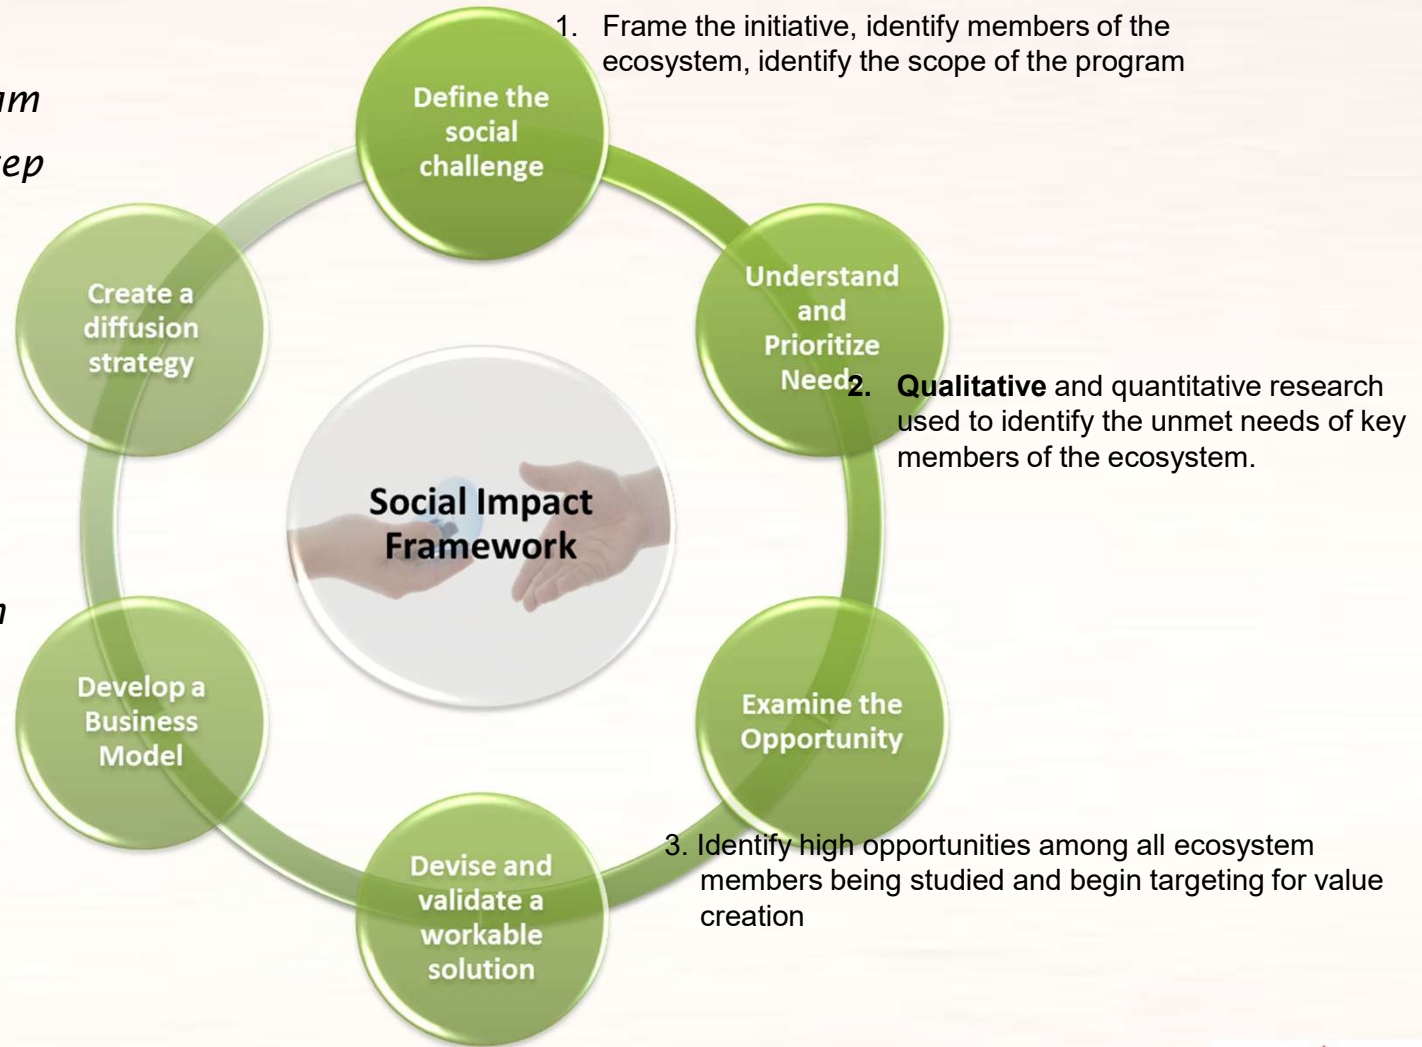 1. Frame the initiative, identify members of the
ecosystem, identify the scope of the program
Define the
social
challenge
Understand
and
Prioritize
Needs
2. Qualitative and quantitative research
used to identify the unmet needs of key
members of the ecosystem.
Create a
diffusion
strategy
Social Impact
Framework
Develop a
Business
Model
Examine the
Opportunity
3. Identify high opportunities among all ecosystem
members being studied and begin targeting for value
creation
Devise and
validate a
workable
solution